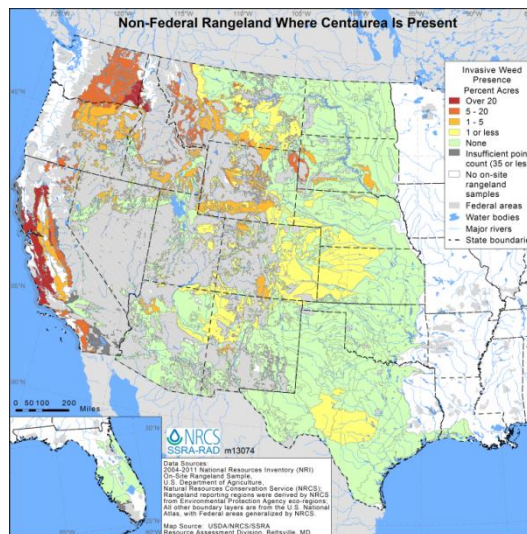 Non-Federal Rangeland Where Centaurea Is Present
Invasive Weed
Presence
Percent Acres
Over 20
5 - 20
1 - 5
1 or less
None
Insufficient point
count (35 or les
No on-site
rangeland
samples
Federal areas
Water bodies
Major rivers
State boundarie
0 50 100 200
Miles
NRCS
SSRA-RAD
m13074
Data Sources:
2004-2011 National Resources Inventory (NRI)
On-Site Rangeland Sample,
U.S. Department of Agriculture,
Natural Resources Conservation Service (NRCS);
Rangeland reporting regions were derived by NRCS
from Environmental Protection Agency eco-regions;
All other boundary layers are from the U.S. National
Atlas, with Federal areas generalized by NRCS.
Map Source: USDA/NRCS/SSRA
Resource Assessment Division, Beltsville, MD